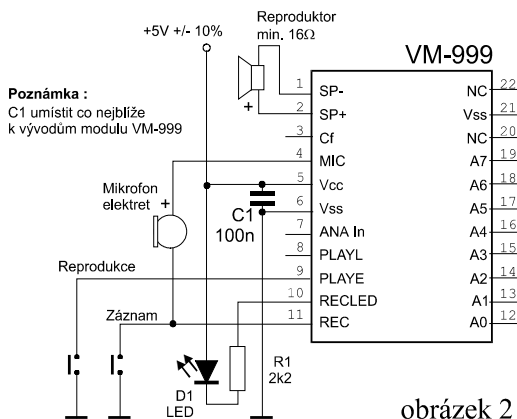 Reproduktor
min. 16Ω
+5V +/- 10%
VM-999
Poznámka :
C1 umístit co nejblíže
k vývodům modulu VM-999
+
1 SP- NC 22
2 SP+ Vss 21
3 Cf NC 20
4 MIC A7 19
5 Vcc A6 18
6 Vss A5 17
7 ANA In A4 16
8 PLAYL A3 15
9 PLAYE A2 14
10 RECLED A1 13
11 REC A0 12
Mikrofon
elektret
+
C1
100n
Reprodukce
Záznam
R1
2k2
D1
LED
obrázek 2